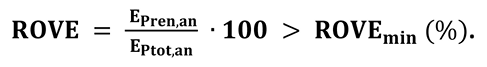 ROVE = E_Pren,an / E_Ptot,an · 100 > ROVE_min (%).